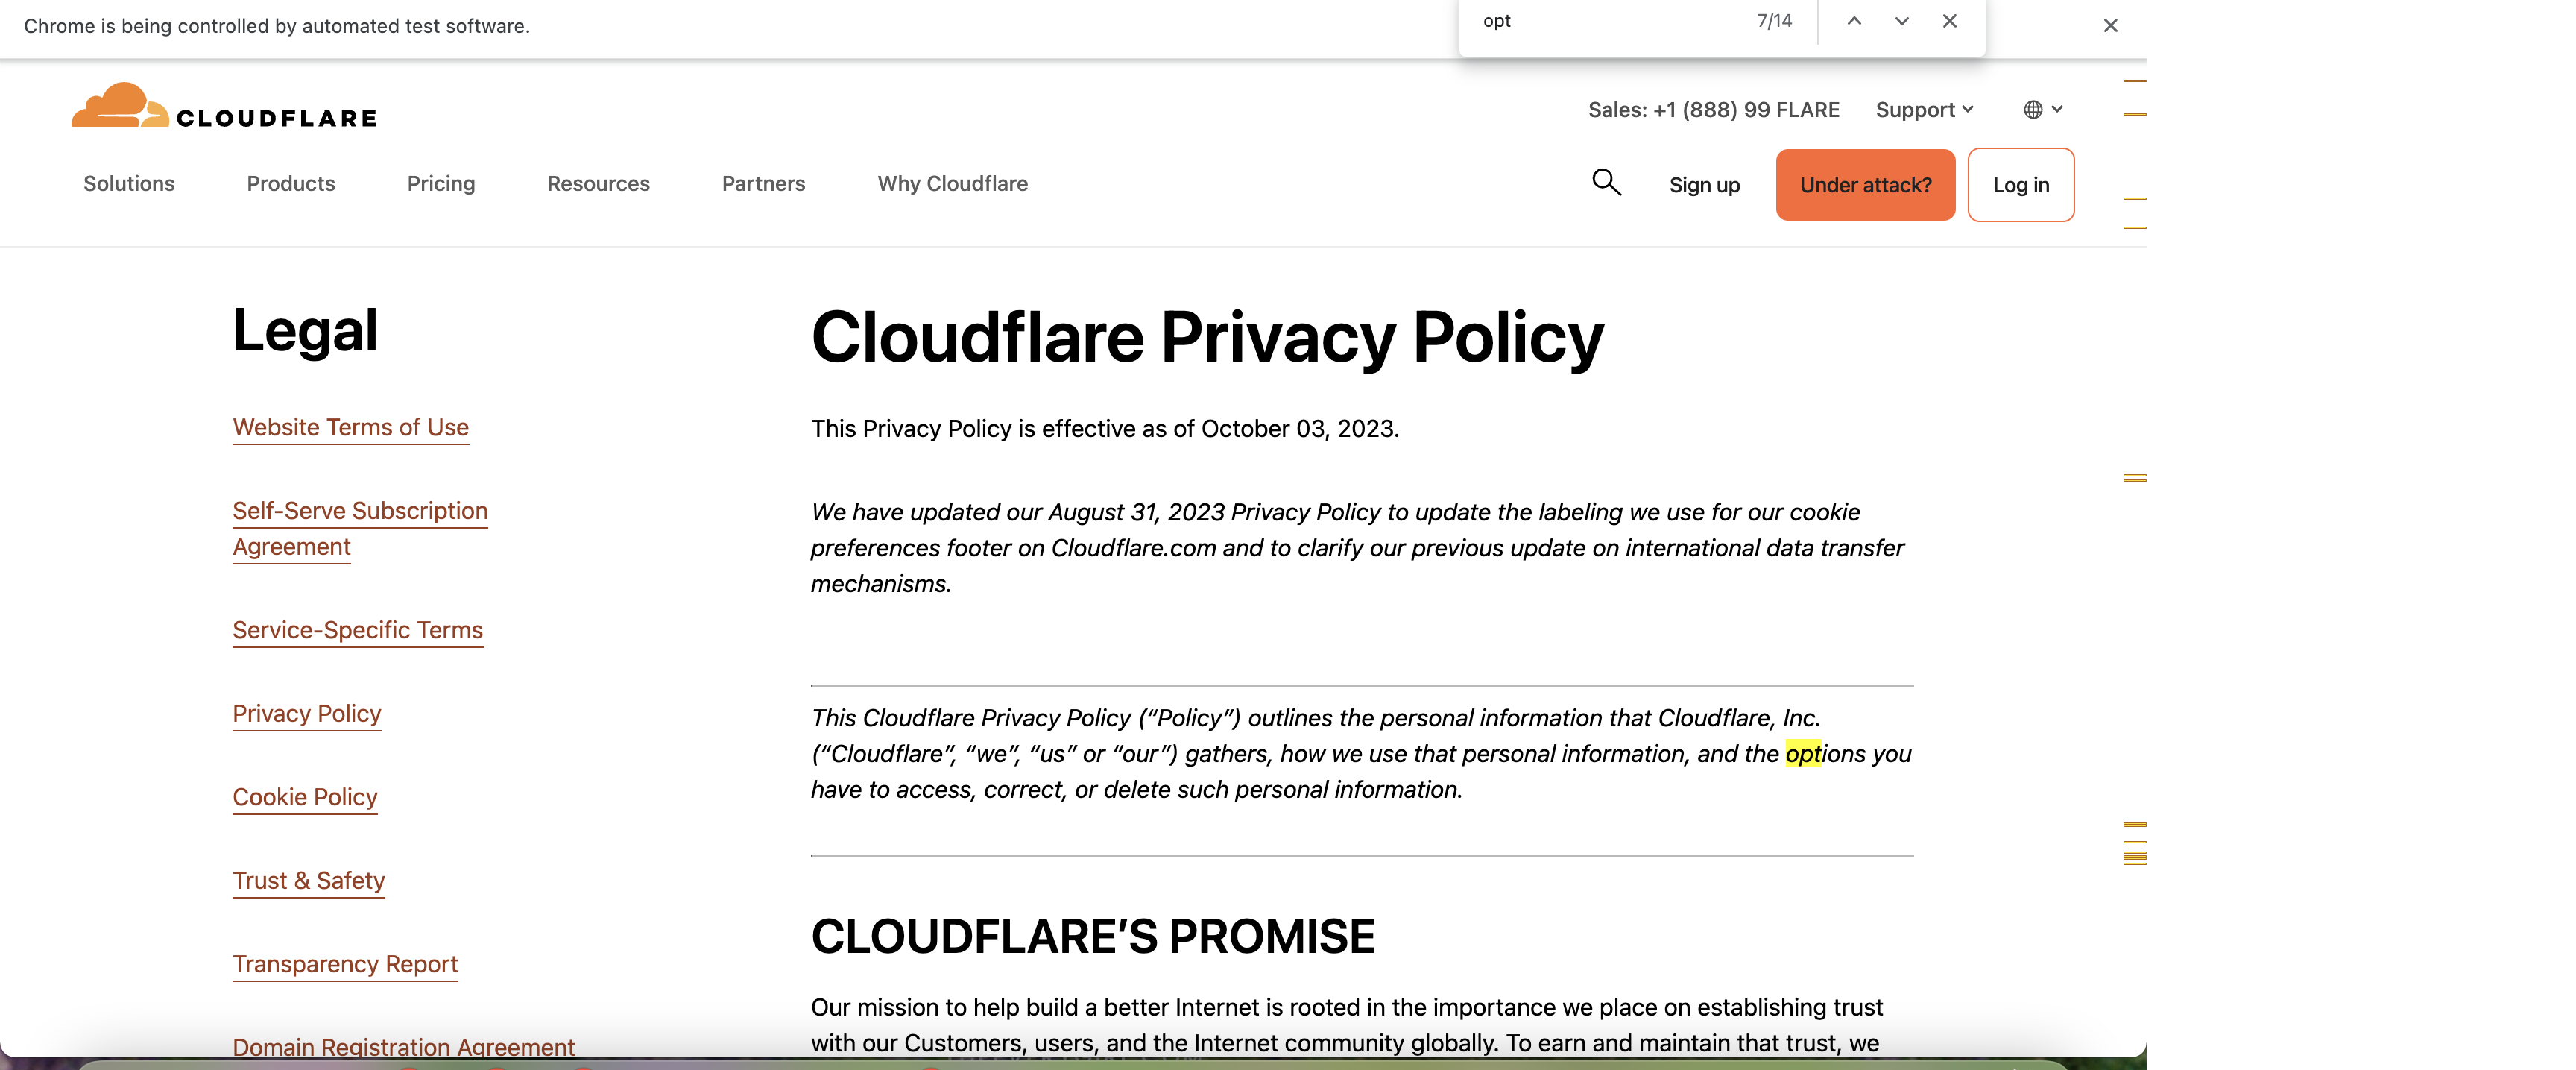 Chrome is being controlled by automated test software.
opt
7/14
CLOUDFLARE
Sales: +1 (888) 99 FLARE
Support
Solutions
Products
Pricing
Resources
Partners
Why Cloudflare
Sign up
Under attack?
Log in
Legal
Website Terms of Use
Self-Serve Subscription
Agreement
Service-Specific Terms
Privacy Policy
Cookie Policy
Trust & Safety
Transparency Report
Domain Registration Agreement
Cloudflare Privacy Policy
This Privacy Policy is effective as of October 03, 2023.
We have updated our August 31, 2023 Privacy Policy to update the labeling we use for our cookie
preferences footer on Cloudflare.com and to clarify our previous update on international data transfer
mechanisms.
This Cloudflare Privacy Policy (“Policy”) outlines the personal information that Cloudflare, Inc.
(“Cloudflare”, “we”, “us” or “our”) gathers, how we use that personal information, and the options you
have to access, correct, or delete such personal information.
CLOUDFLARE’S PROMISE
Our mission to help build a better Internet is rooted in the importance we place on establishing trust
with our Customers, users, and the Internet community globally. To earn and maintain that trust, we